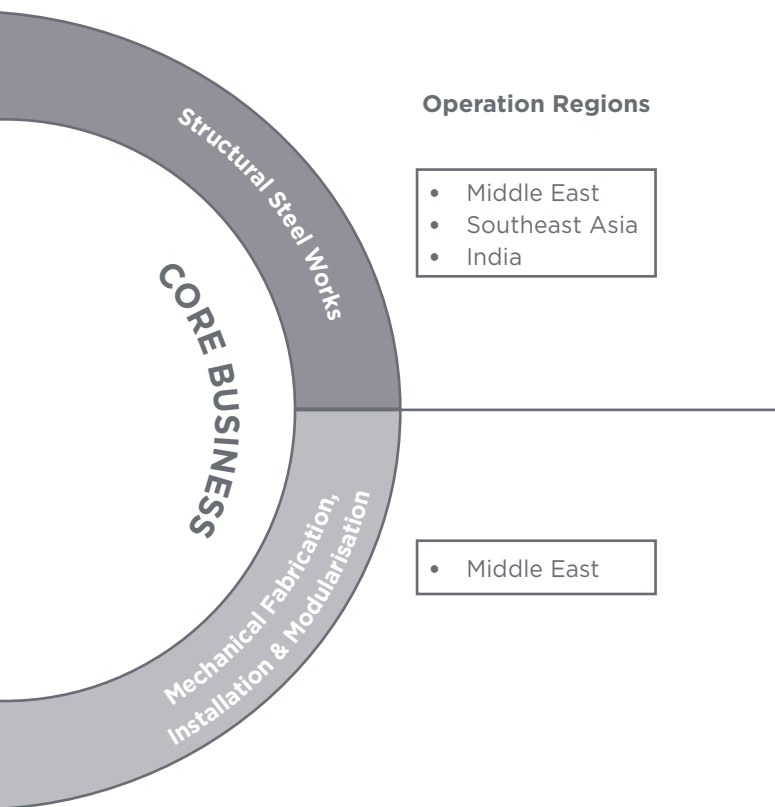 Operation Regions
Structural Steel Works
• Middle East
• Southeast Asia
• India
CORE BUSINESS
Mechanical Fabrication,
Installation & Modularisation
• Middle East